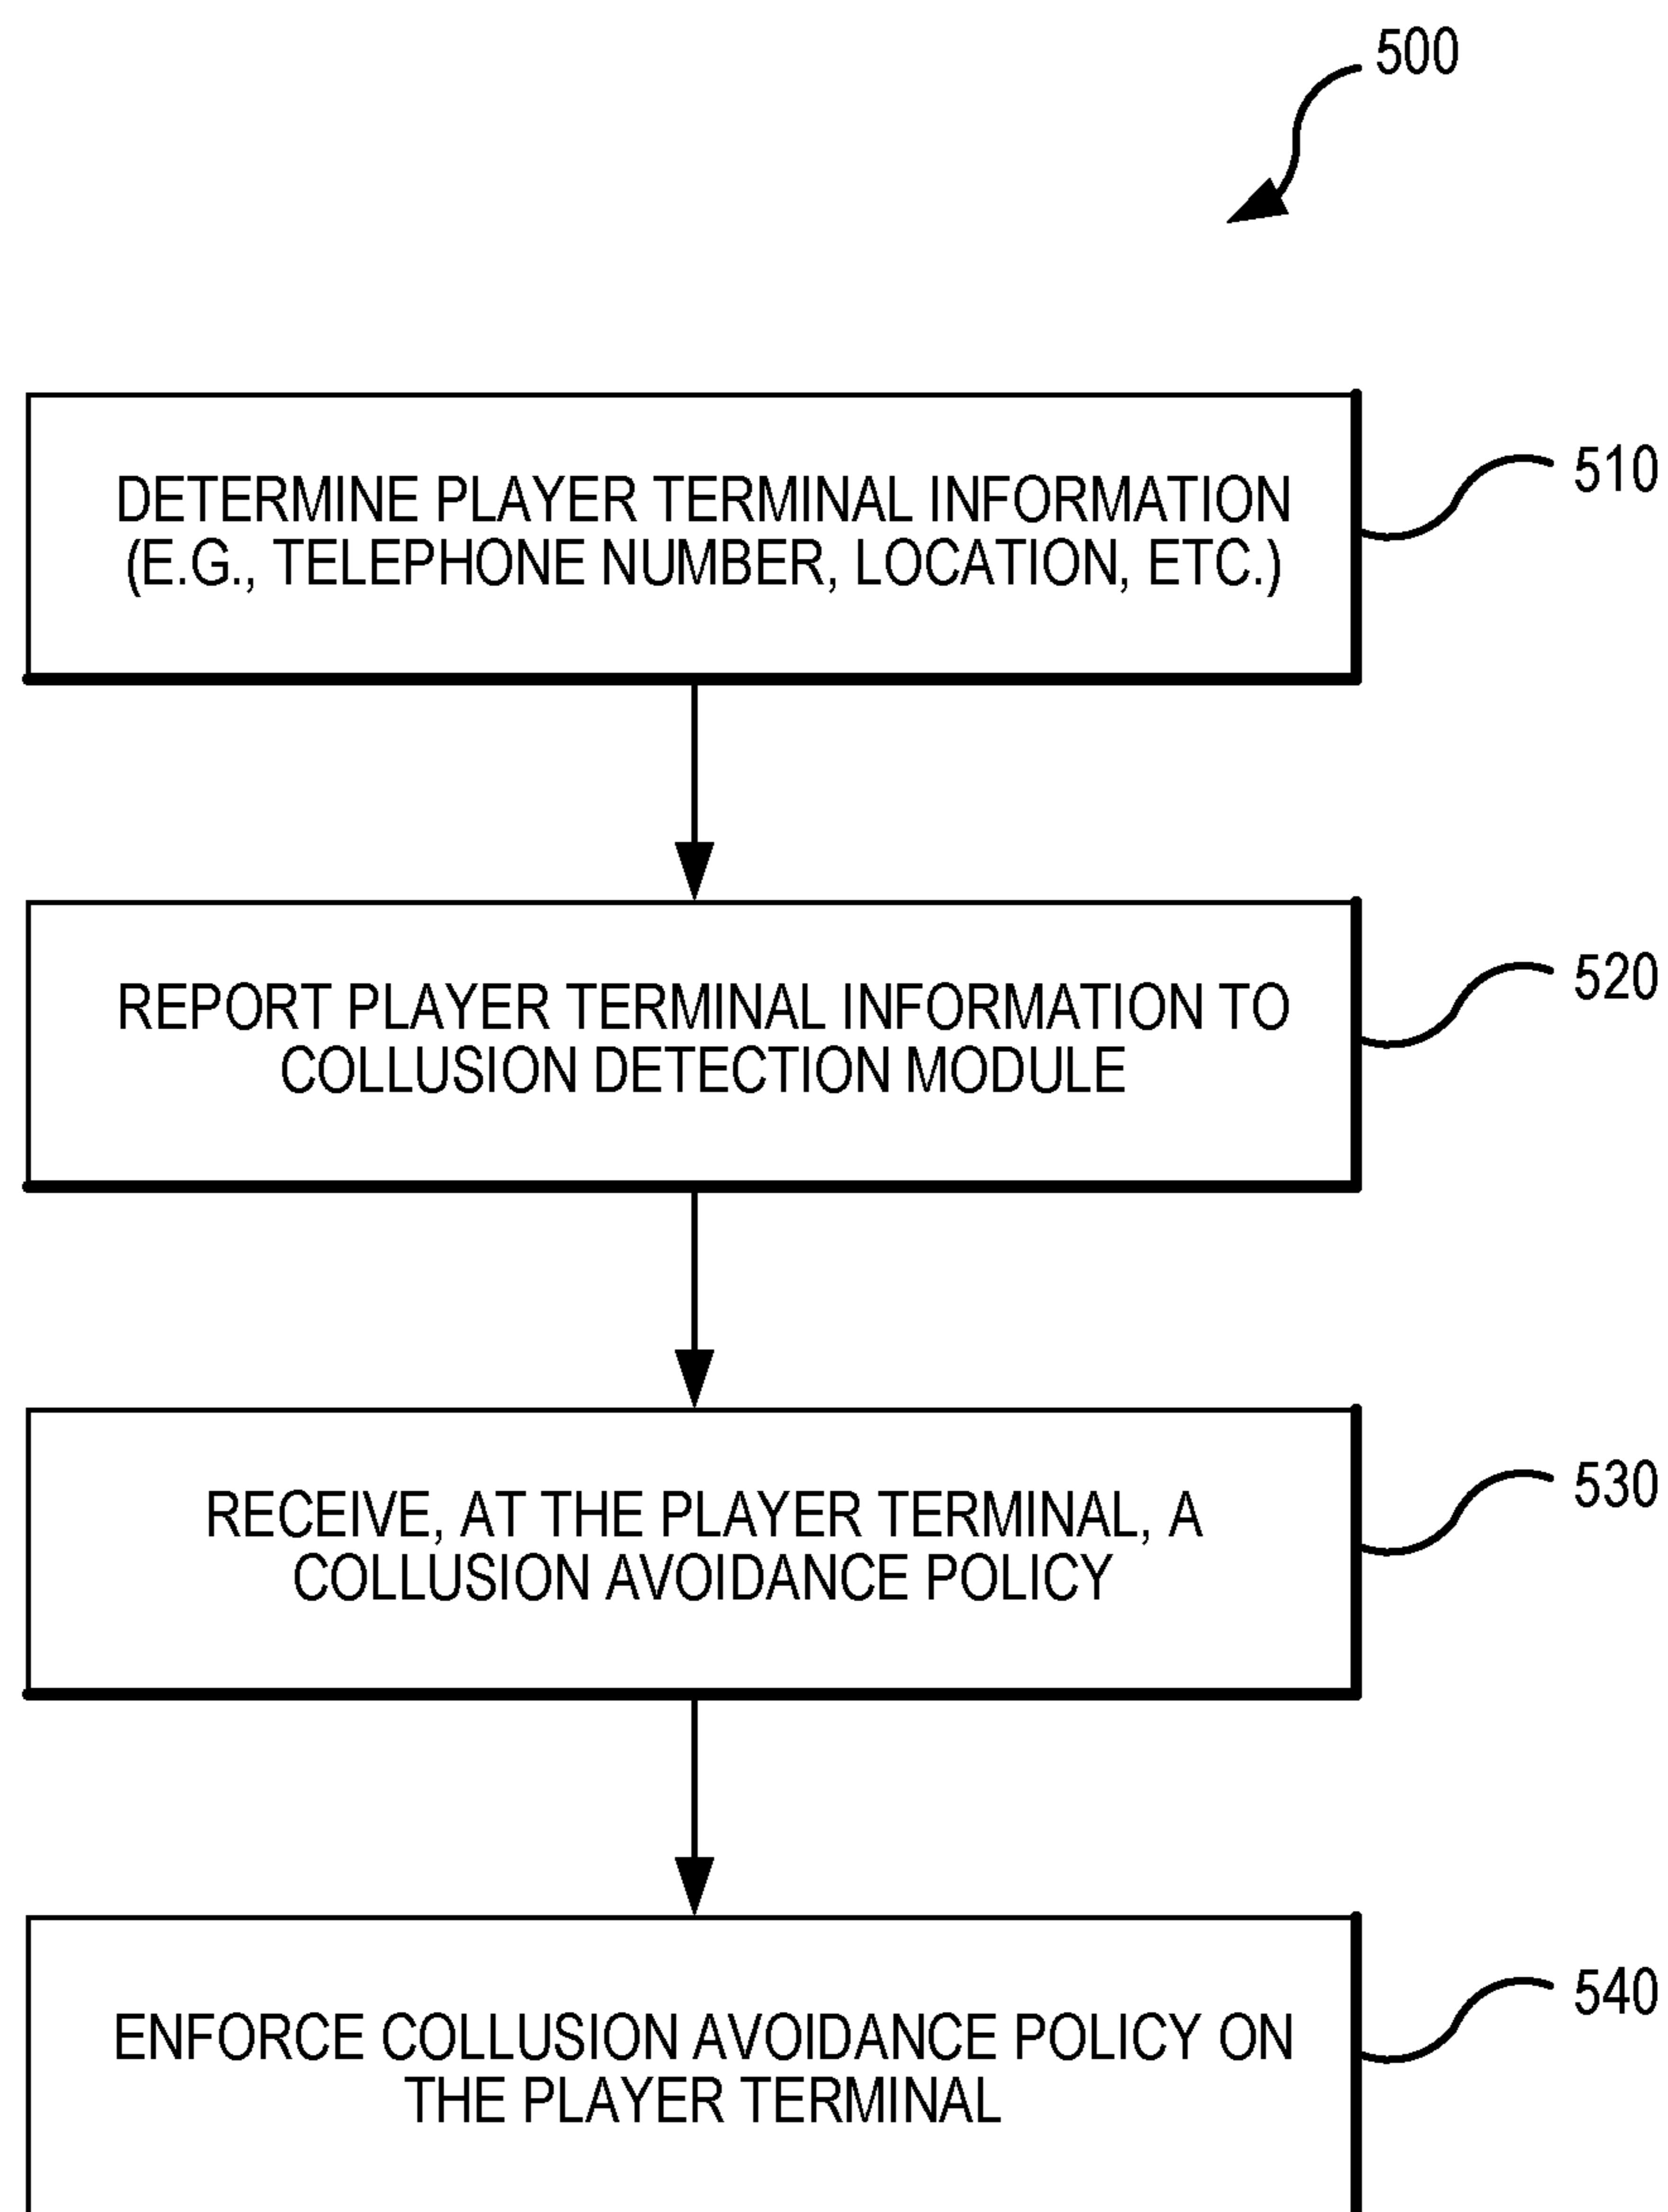 500
DETERMINE PLAYER TERMINAL INFORMATION
(E.G., TELEPHONE NUMBER, LOCATION, ETC.)
510
REPORT PLAYER TERMINAL INFORMATION TO
COLLUSION DETECTION MODULE
520
RECEIVE, AT THE PLAYER TERMINAL, A
COLLUSION AVOIDANCE POLICY
530
ENFORCE COLLUSION AVOIDANCE POLICY ON
THE PLAYER TERMINAL
540